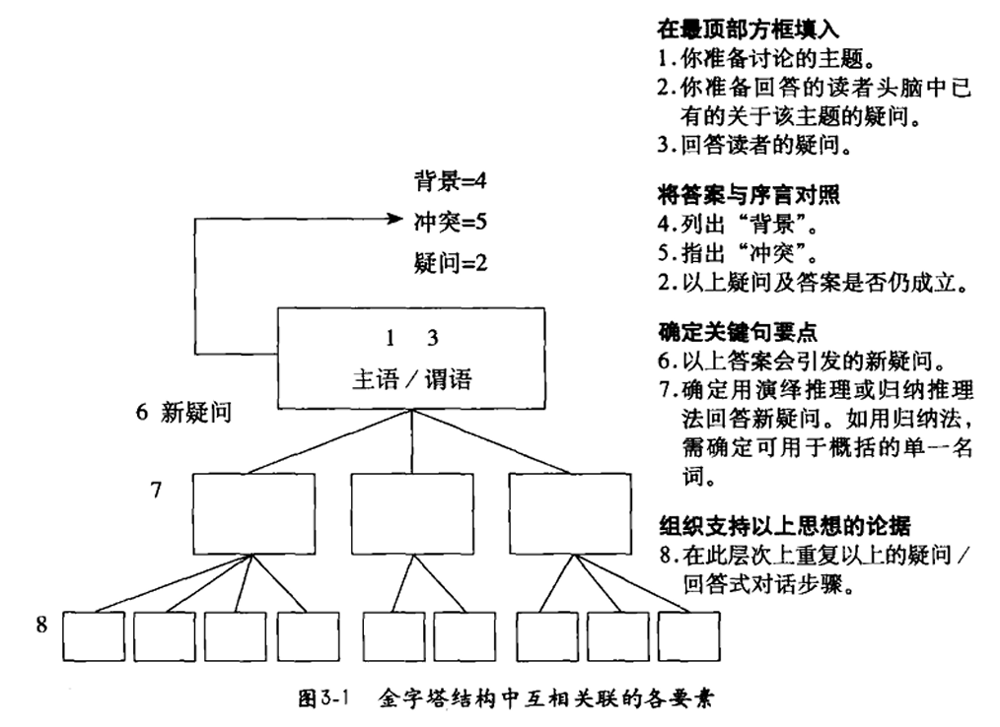 在最顶部方框填入
1.你准备讨论的主题。
2.你准备回答的读者头脑中已
有的关于该主题的疑问。
3.回答读者的疑问。
将答案与序言对照
4.列出“背景”。
5.指出“冲突”。
2.以上疑问及答案是否仍成立。
确定关键句要点
6.以上答案会引发的新疑问。
7.确定用演绎推理或归纳推理
法回答新疑问。如用归纳法，
需确定可用于概括的单一名
词。
组织支持以上思想的论据
8.在此层次上重复以上的疑问／
回答式对话步骤。
背景=4
冲突=5
疑问=2
1 3
主语／谓语
6 新疑问
7
8
图3-1 金字塔结构中互相关联的各要素